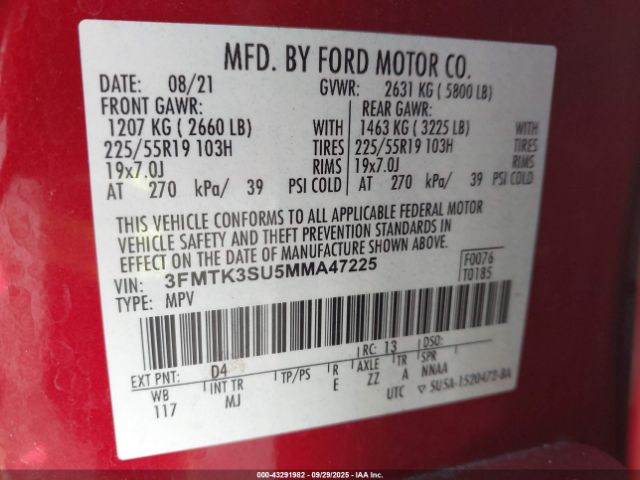 MFD. BY FORD MOTOR CO.
DATE: 08/21 GVWR: 2631 KG ( 5800 LB)
FRONT GAWR: REAR GAWR:
1207 KG ( 2660 LB) WITH 1463 KG ( 3225 LB) WITH
225/55R19 103H TIRES 225/55R19 103H TIRES
19x7.0J RIMS 19x7.0J RIMS
AT 270 kPa/ 39 PSI COLD AT 270 kPa/ 39 PSI COLD
THIS VEHICLE CONFORMS TO ALL APPLICABLE FEDERAL MOTOR
VEHICLE SAFETY AND THEFT PREVENTION STANDARDS IN
EFFECT ON THE DATE OF MANUFACTURE SHOWN ABOVE.
VIN: 3FMTK3SU5MMA47225 F0076
TYPE: MPV T0185
EXT PNT: D4 RC: 13 DSO:
WB INT TR TP/PS R AXLE TR SPR
117 MJ E ZZ A NNAA
UTC SU5A-1520472-BA
000-43291982 - 09/29/2025 - IAA Inc.